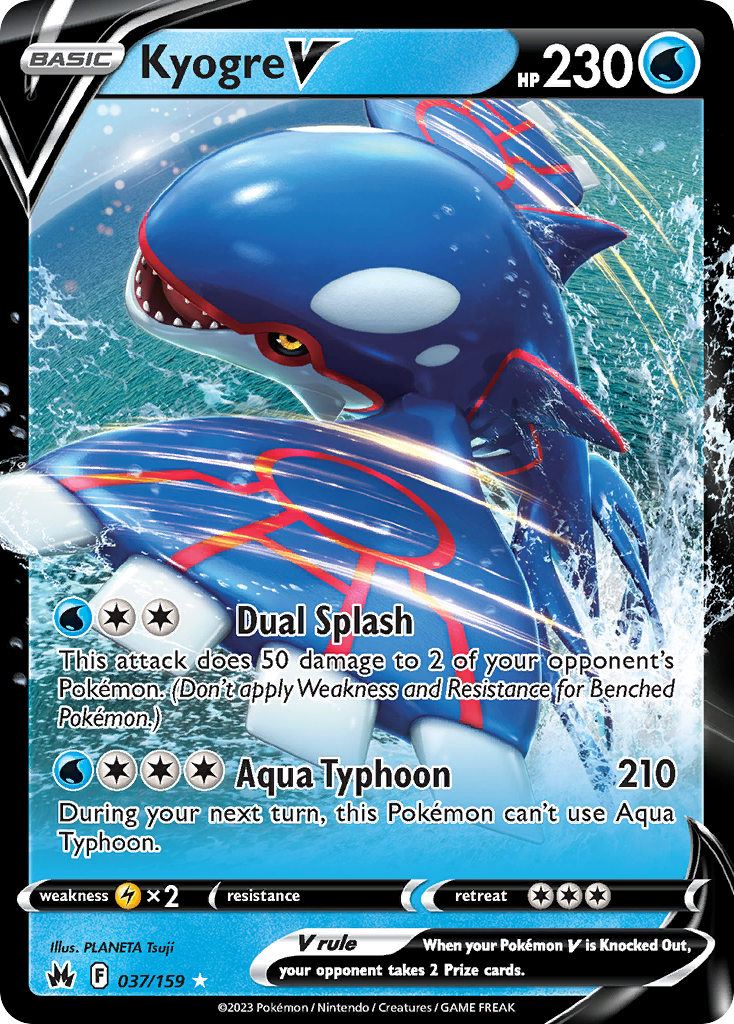 BASIC
Kyogre V
HP 230
Dual Splash
This attack does 50 damage to 2 of your opponent's
Pokémon. (Don't apply Weakness and Resistance for Benched
Pokémon.)
Aqua Typhoon 210
During your next turn, this Pokémon can't use Aqua
Typhoon.
weakness ×2 resistance retreat
Illus. PLANETA Tsuji
V rule When your Pokémon V is Knocked Out,
your opponent takes 2 Prize cards.
F 037/159
©2023 Pokémon / Nintendo / Creatures / GAME FREAK